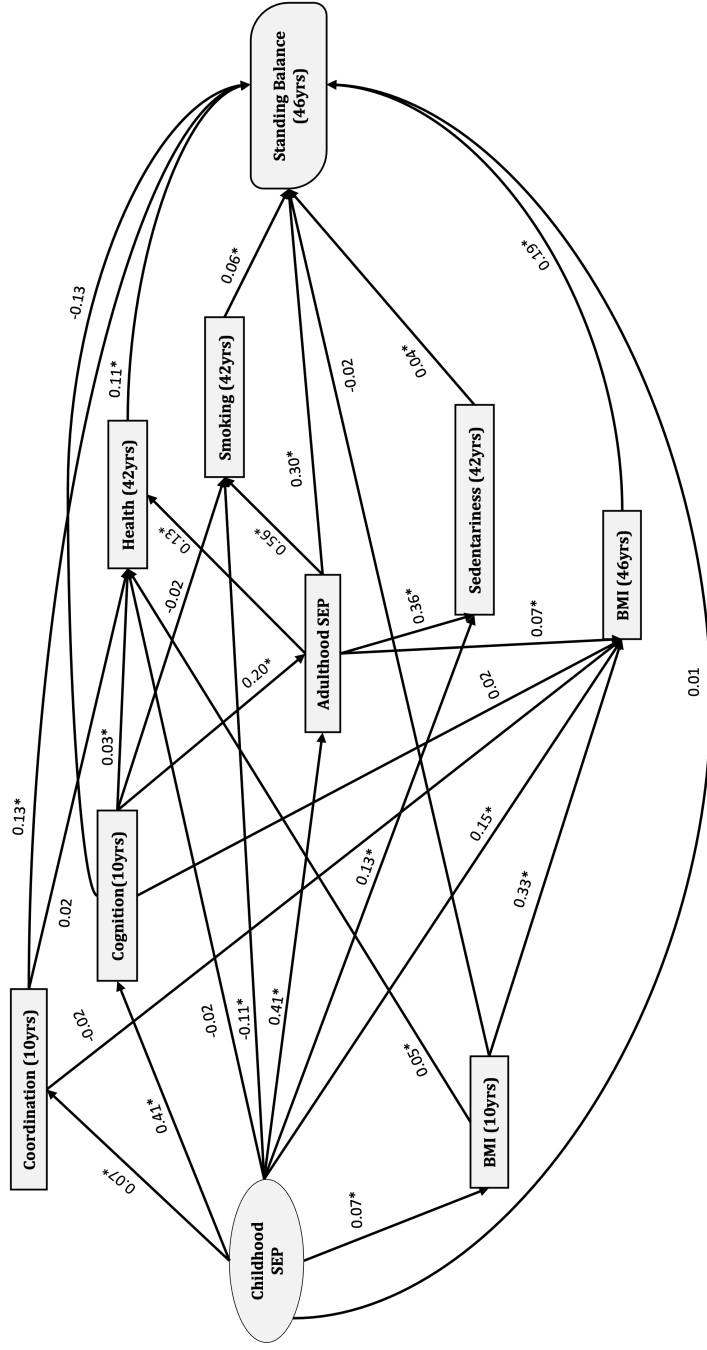 Coordination (10yrs)
0.13*
0.07*
-0.02
0.02
-0.13
Cognition(10yrs)
0.41*
0.03*
Health (42yrs)
0.11*
-0.02
0.13*
0.20*
Smoking (42yrs)
0.06*
Childhood
SEP
-0.02
-0.11*
0.41*
Adulthood SEP
0.56*
0.30*
Standing Balance
(46yrs)
-0.02
0.13*
0.36*
0.04*
0.05*
0.07*
BMI (10yrs)
Sedentariness (42yrs)
0.02
0.07*
0.15*
0.33*
BMI (46yrs)
0.19*
0.01